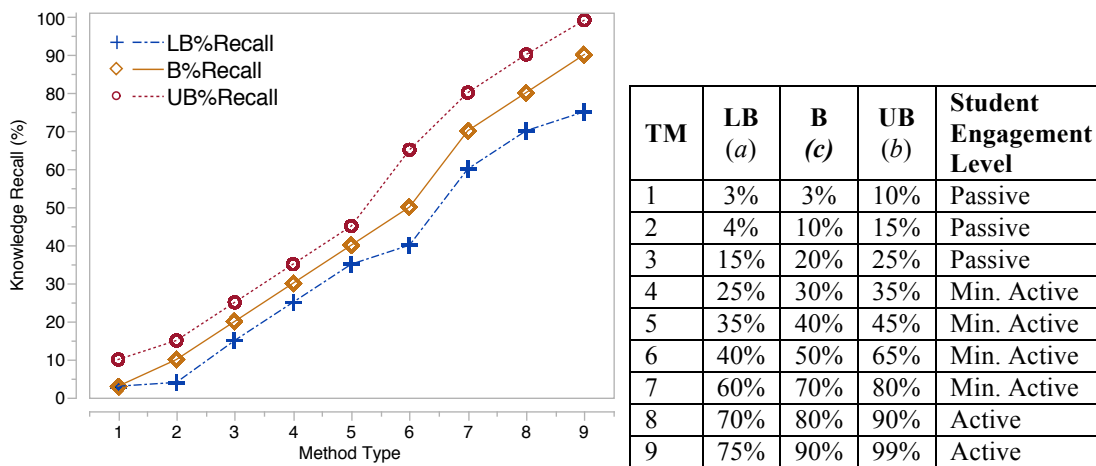 100
90
80
70
60
50
40
30
20
10
0
Knowledge Recall (%)
LB%Recall
B%Recall
UB%Recall
1 2 3 4 5 6 7 8 9
Method Type
TM LB (a) B (c) UB (b) Student Engagement Level
1 3% 3% 10% Passive
2 4% 10% 15% Passive
3 15% 20% 25% Passive
4 25% 30% 35% Min. Active
5 35% 40% 45% Min. Active
6 40% 50% 65% Min. Active
7 60% 70% 80% Min. Active
8 70% 80% 90% Active
9 75% 90% 99% Active